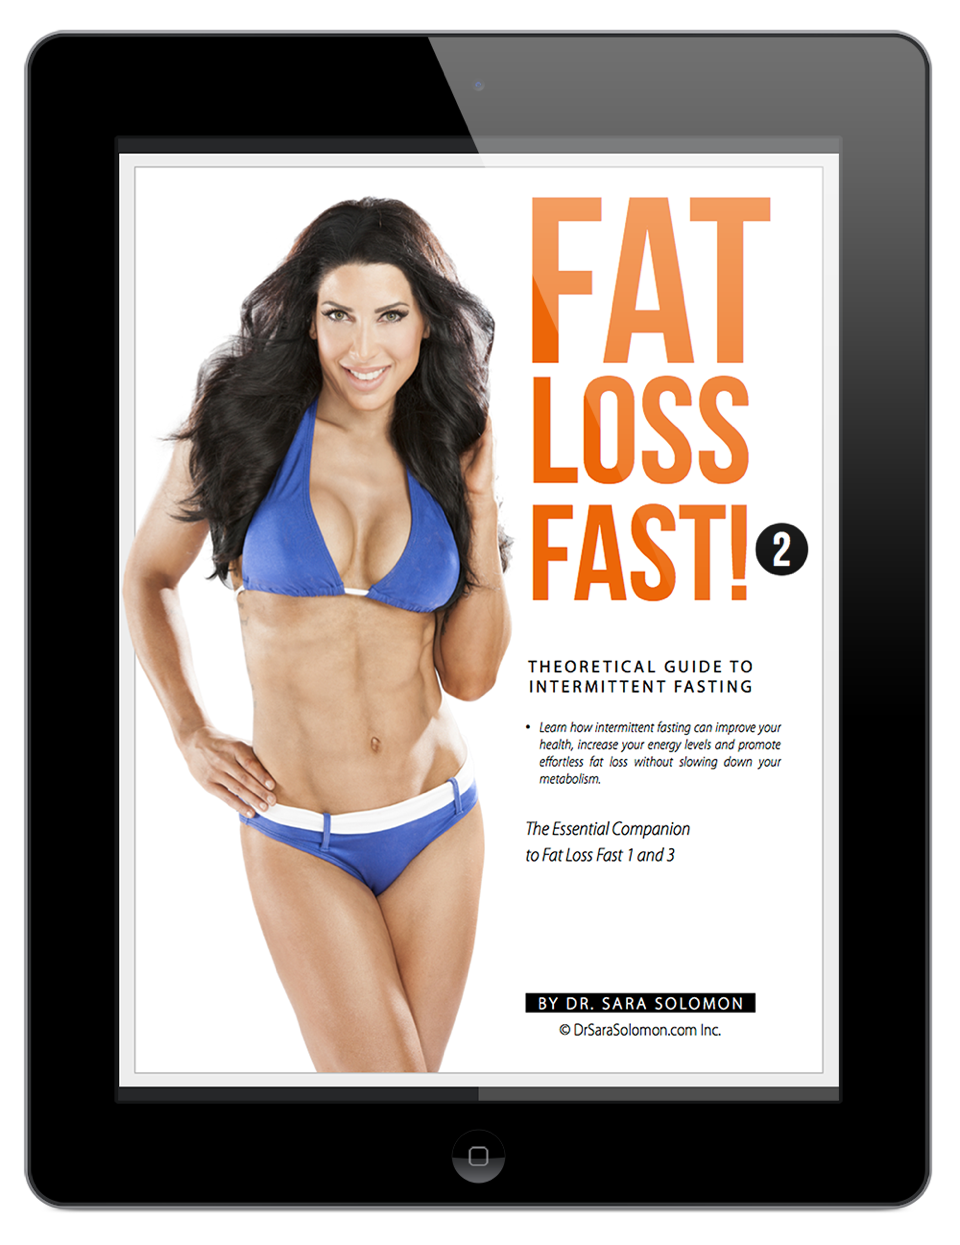 FAT
LOSS
FAST!
2
THEORETICAL GUIDE TO
INTERMITTENT FASTING
• Learn how intermittent fasting can improve your
health, increase your energy levels and promote
effortless fat loss without slowing down your
metabolism.
The Essential Companion
to Fat Loss Fast 1 and 3
BY DR. SARA SOLOMON
© DrSaraSolomon.com Inc.